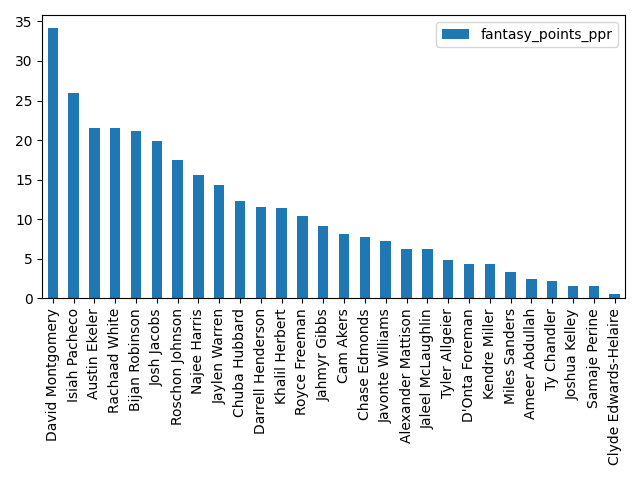 fantasy_points_ppr
35
30
25
20
15
10
5
0
David Montgomery
Isiah Pacheco
Austin Ekeler
Rachaad White
Bijan Robinson
Josh Jacobs
Roschon Johnson
Najee Harris
Jaylen Warren
Chuba Hubbard
Darrell Henderson
Khalil Herbert
Royce Freeman
Jahmyr Gibbs
Cam Akers
Chase Edmonds
Javonte Williams
Alexander Mattison
Jaleel McLaughlin
Tyler Allgeier
D'Onta Foreman
Kendre Miller
Miles Sanders
Ameer Abdullah
Ty Chandler
Joshua Kelley
Samaje Perine
Clyde Edwards-Helaire